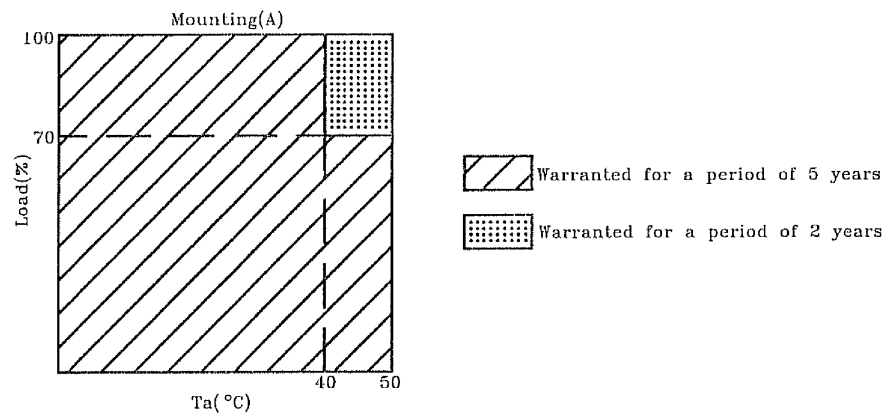 Mounting(A)
100
70
Load(%)
40
50
Ta(°C)
Warranted for a period of 5 years
Warranted for a period of 2 years